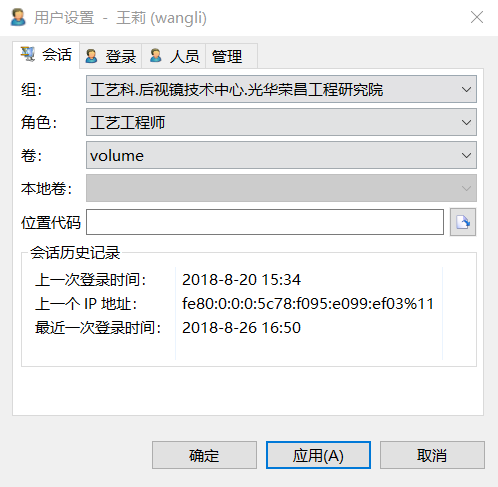 用户设置 - 王莉 (wangli)
会话 登录 人员 管理
组： 工艺科.后视镜技术中心.光华荣昌工程研究院
角色： 工艺工程师
卷： volume
本地卷：
位置代码
会话历史记录
上一次登录时间： 2018-8-20 15:34
上一个 IP 地址： fe80:0:0:0:5c78:f095:e099:ef03%11
最近一次登录时间： 2018-8-26 16:50
确定 应用(A) 取消